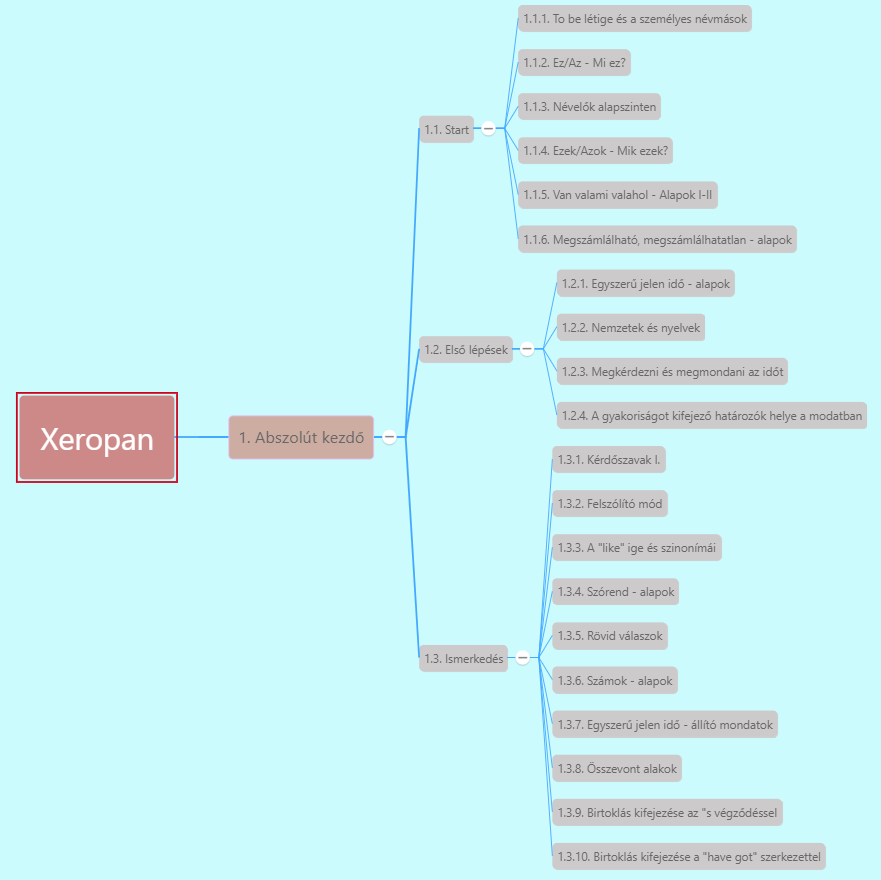 Xeropan
1. Abszolút kezdő
1.1. Start
1.1.1. To be létige és a személyes névmások
1.1.2. Ez/Az - Mi ez?
1.1.3. Névelők alapszinten
1.1.4. Ezek/Azok - Mik ezek?
1.1.5. Van valami valahol - Alapok I-II
1.1.6. Megszámlálható, megszámlálhatatlan - alapok
1.2. Első lépések
1.2.1. Egyszerű jelen idő - alapok
1.2.2. Nemzetek és nyelvek
1.2.3. Megkérdezni és megmondani az időt
1.2.4. A gyakoriságot kifejező határozók helye a modatban
1.3. Ismerkedés
1.3.1. Kérdőszavak I.
1.3.2. Felszólító mód
1.3.3. A "like" ige és szinonímái
1.3.4. Szórend - alapok
1.3.5. Rövid válaszok
1.3.6. Számok - alapok
1.3.7. Egyszerű jelen idő - állító mondatok
1.3.8. Összevont alakok
1.3.9. Birtoklás kifejezése az "s végződéssel
1.3.10. Birtoklás kifejezése a "have got" szerkezettel